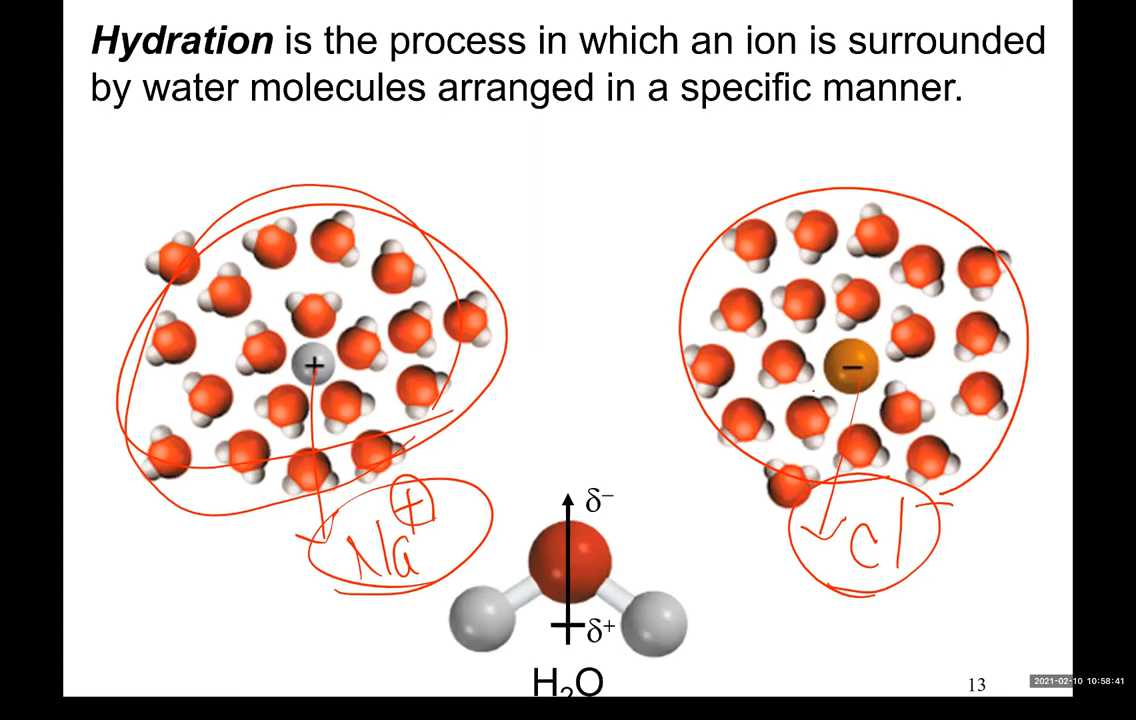 Hydration is the process in which an ion is surrounded
by water molecules arranged in a specific manner.
+
−
Na⁺
Cl⁻
δ−
δ+
H₂O
13
2021-02-10 10:58:41